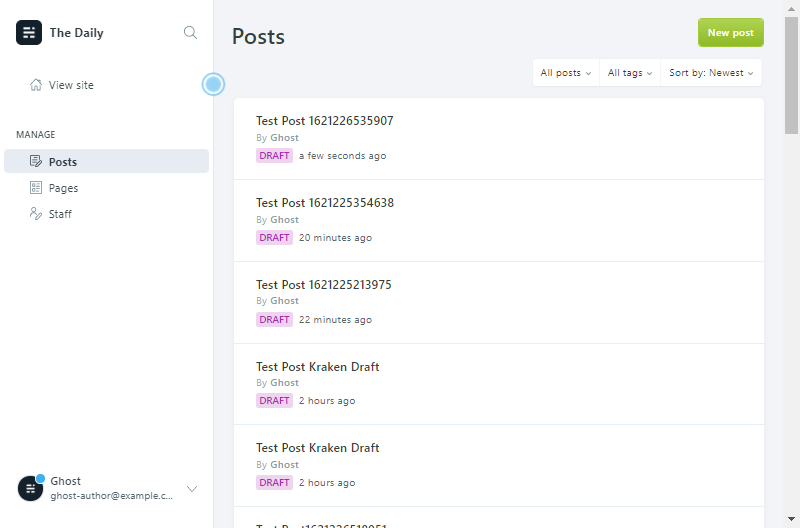 The Daily
View site
MANAGE
Posts
Pages
Staff
Ghost
ghost-author@example.c...
Posts
New post
All posts
All tags
Sort by: Newest
Test Post 1621226535907
By Ghost
DRAFT a few seconds ago
Test Post 1621225354638
By Ghost
DRAFT 20 minutes ago
Test Post 1621225213975
By Ghost
DRAFT 22 minutes ago
Test Post Kraken Draft
By Ghost
DRAFT 2 hours ago
Test Post Kraken Draft
By Ghost
DRAFT 2 hours ago